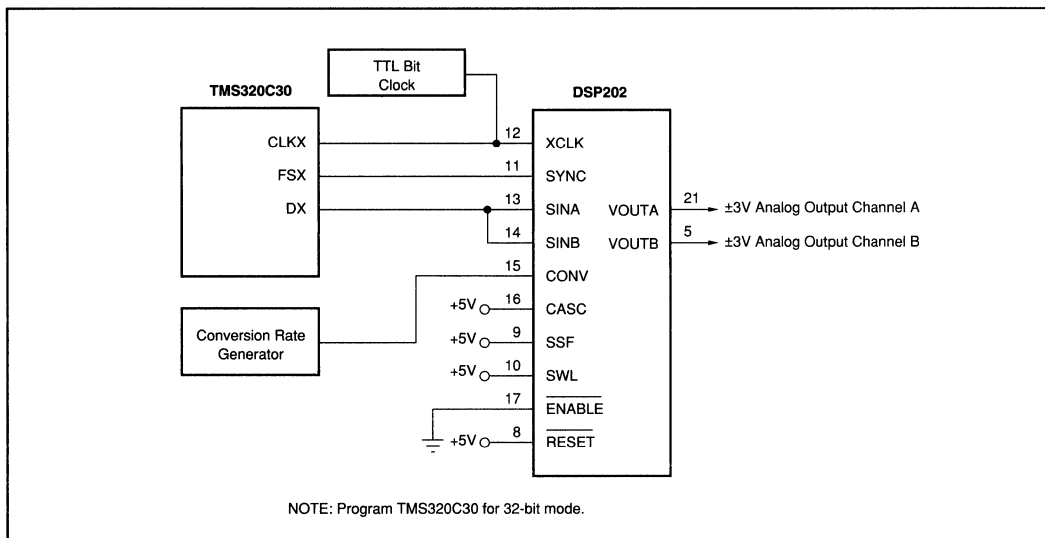 TTL Bit
Clock
TMS320C30
DSP202
CLKX
12
XCLK
FSX
11
SYNC
DX
13
SINA
VOUTA
21
±3V Analog Output Channel A
14
SINB
VOUTB
5
±3V Analog Output Channel B
15
CONV
+5V
16
CASC
Conversion Rate
Generator
+5V
9
SSF
+5V
10
SWL
17
ENABLE
+5V
8
RESET
NOTE: Program TMS320C30 for 32-bit mode.